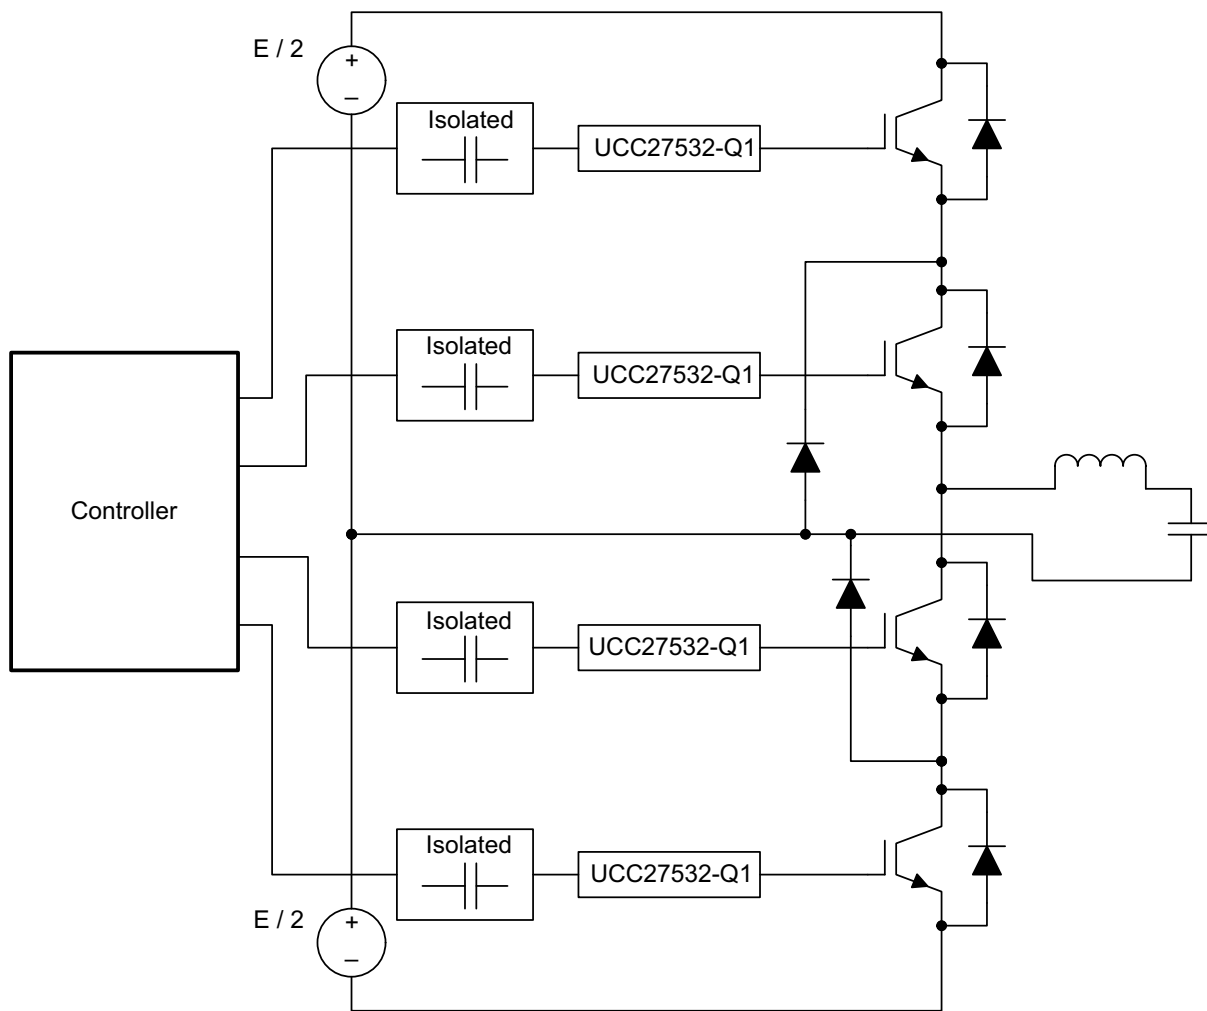 E / 2
+
−
Isolated
UCC27532-Q1
Isolated
UCC27532-Q1
Controller
Isolated
UCC27532-Q1
Isolated
UCC27532-Q1
E / 2
+
−